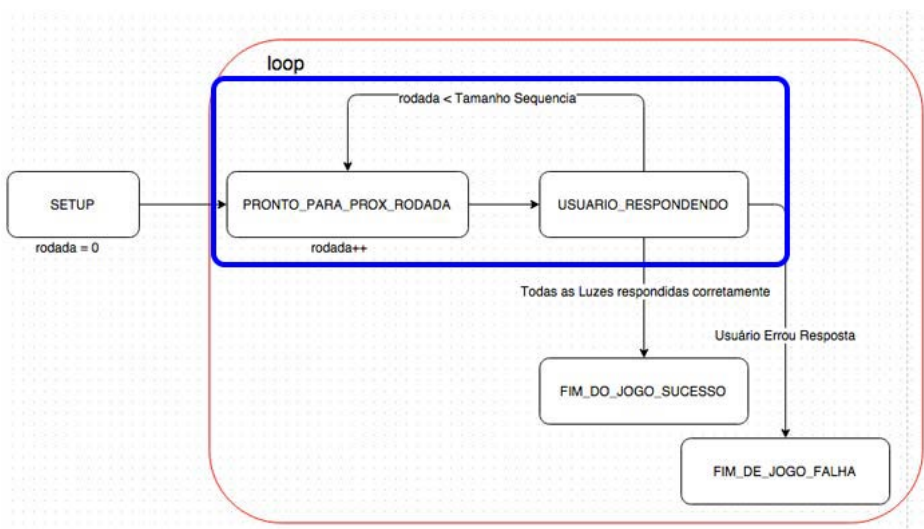 loop
rodada < Tamanho Sequencia
SETUP
PRONTO_PARA_PROX_RODADA
USUARIO_RESPONDENDO
rodada = 0
rodada++
Todas as Luzes respondidas corretamente
Usuário Errou Resposta
FIM_DO_JOGO_SUCESSO
FIM_DE_JOGO_FALHA